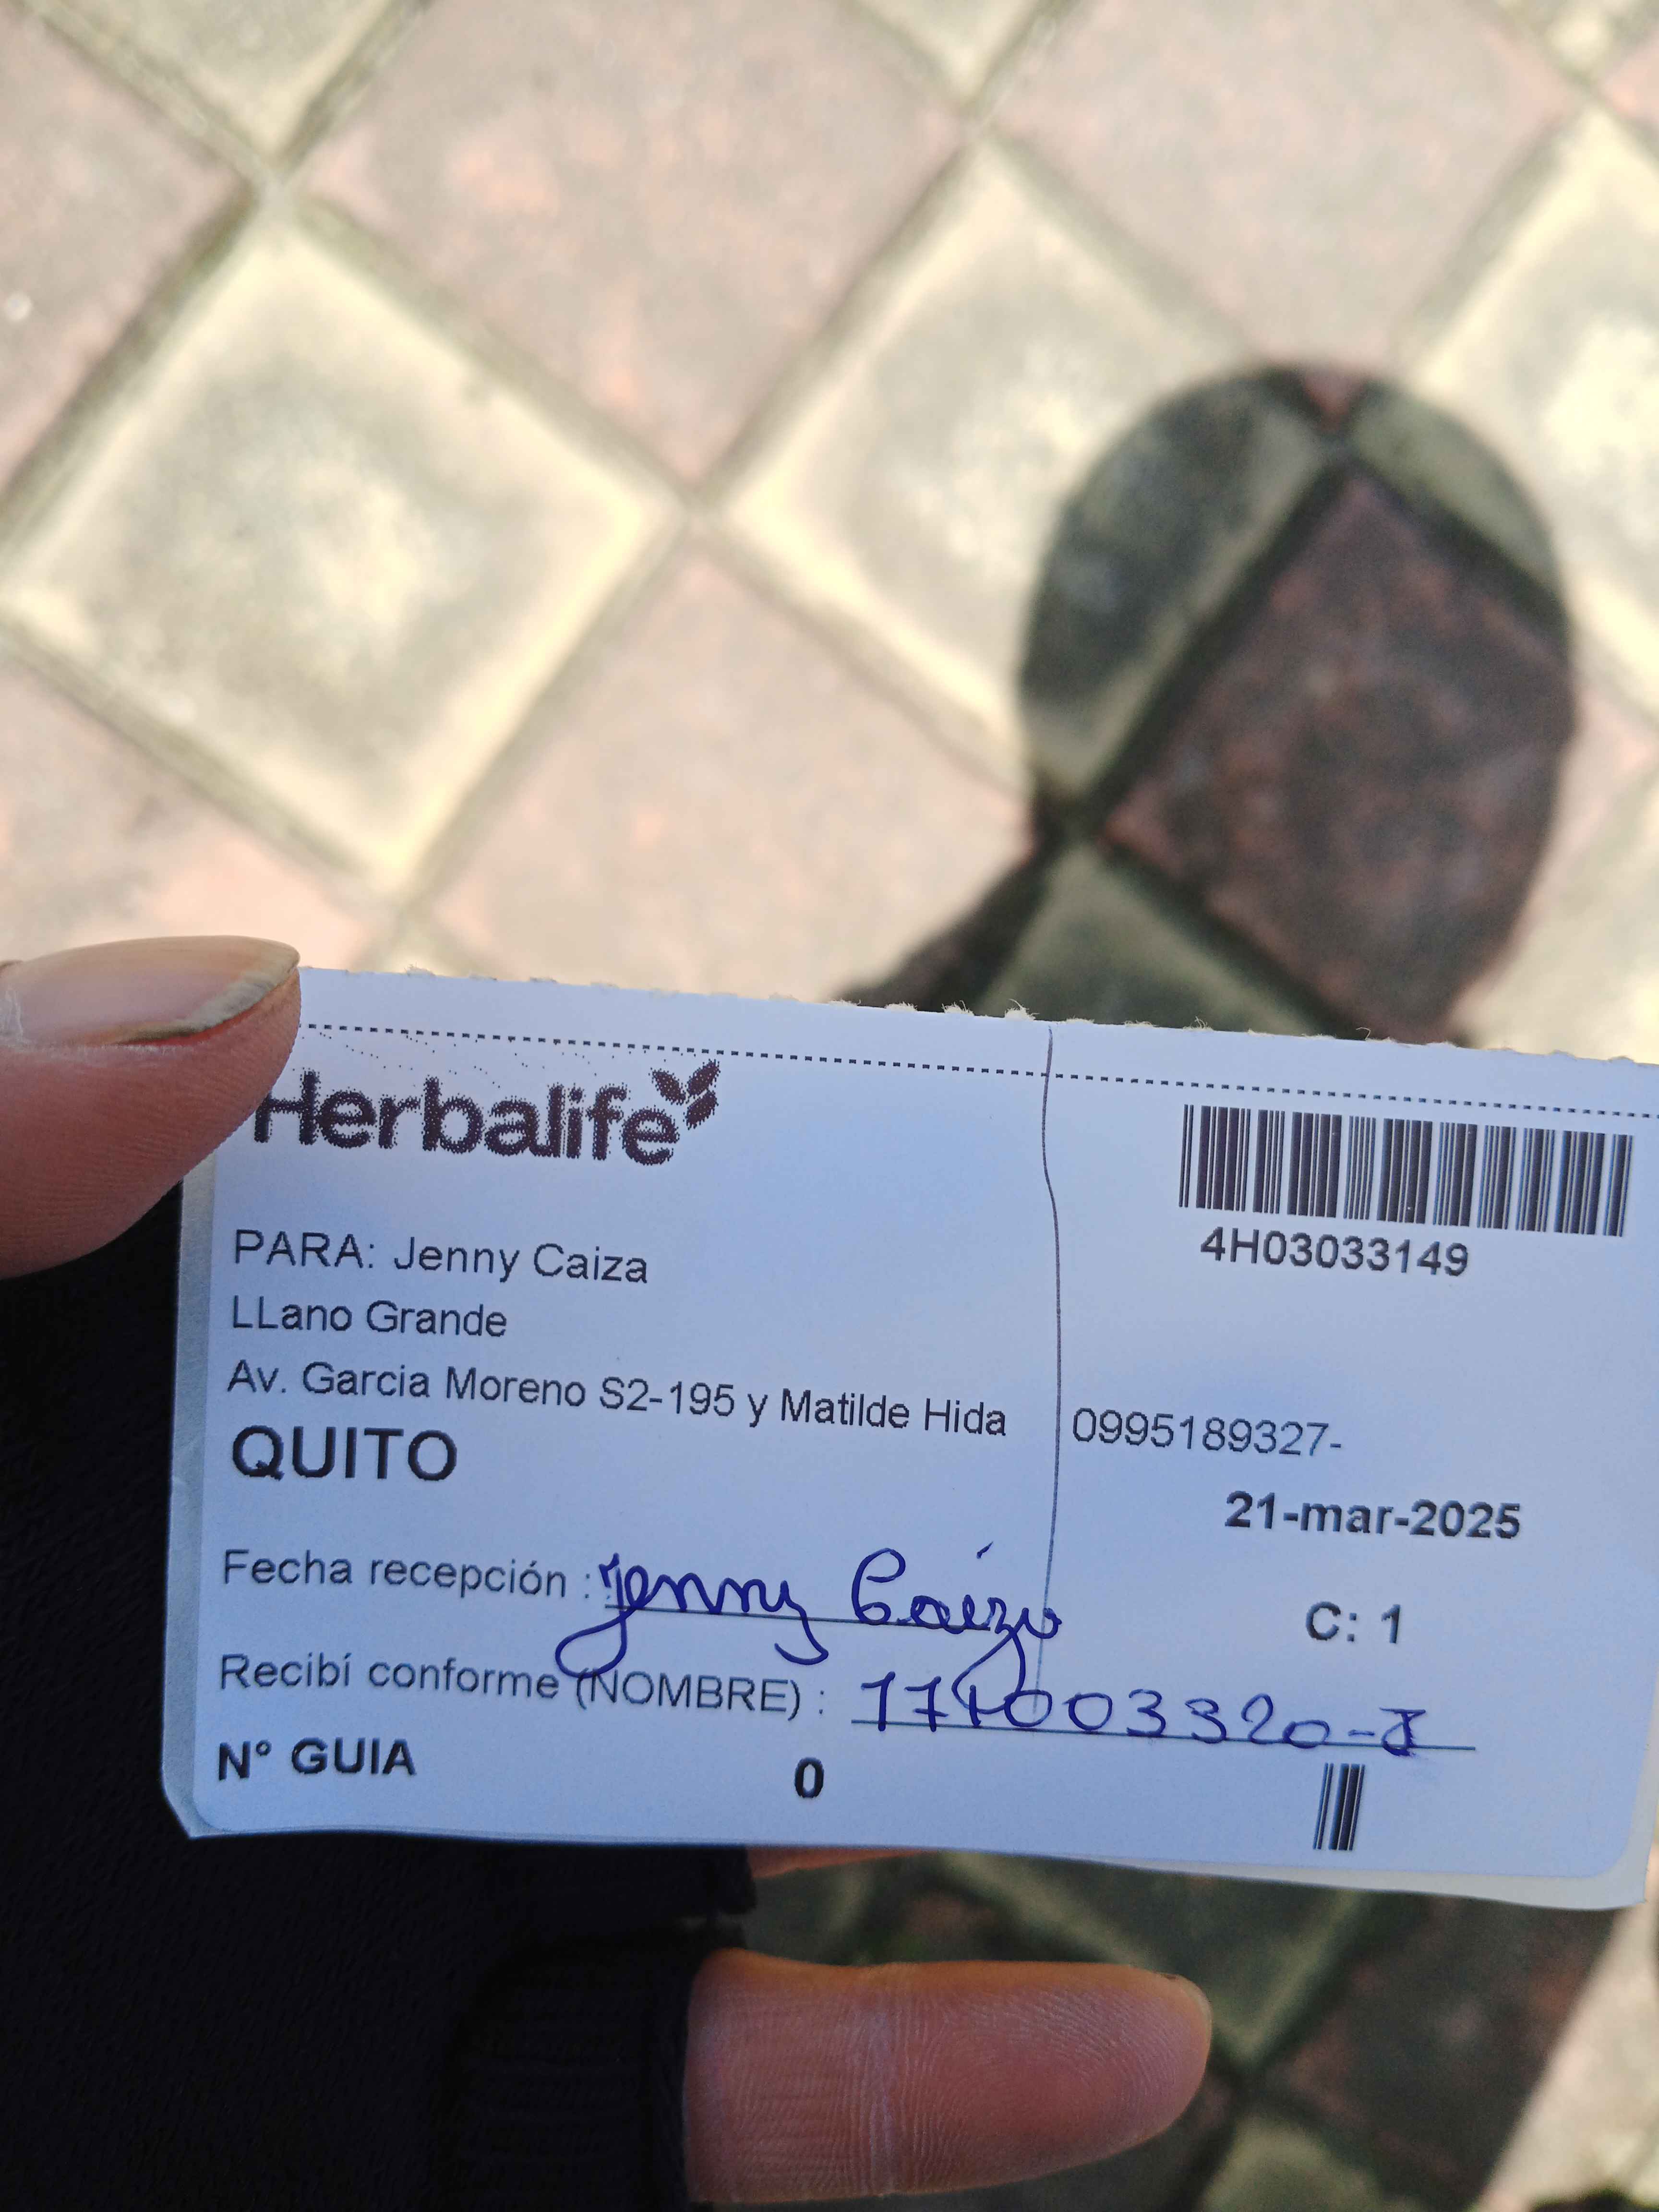 Herbalife
4H03033149
PARA: Jenny Caiza
LLano Grande
Av. Garcia Moreno S2-195 y Matilde Hida 0995189327-
QUITO
21-mar-2025
Fecha recepción : Jenny Caiza
C: 1
Recibí conforme (NOMBRE) :
N° GUIA 0